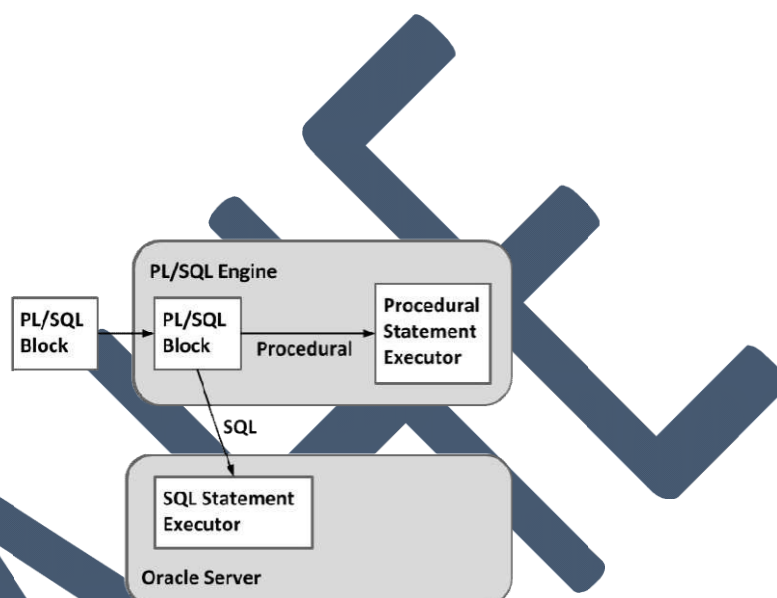 PL/SQL Engine
PL/SQL
Block
PL/SQL
Block
Procedural
Procedural
Statement
Executor
SQL
SQL Statement
Executor
Oracle Server